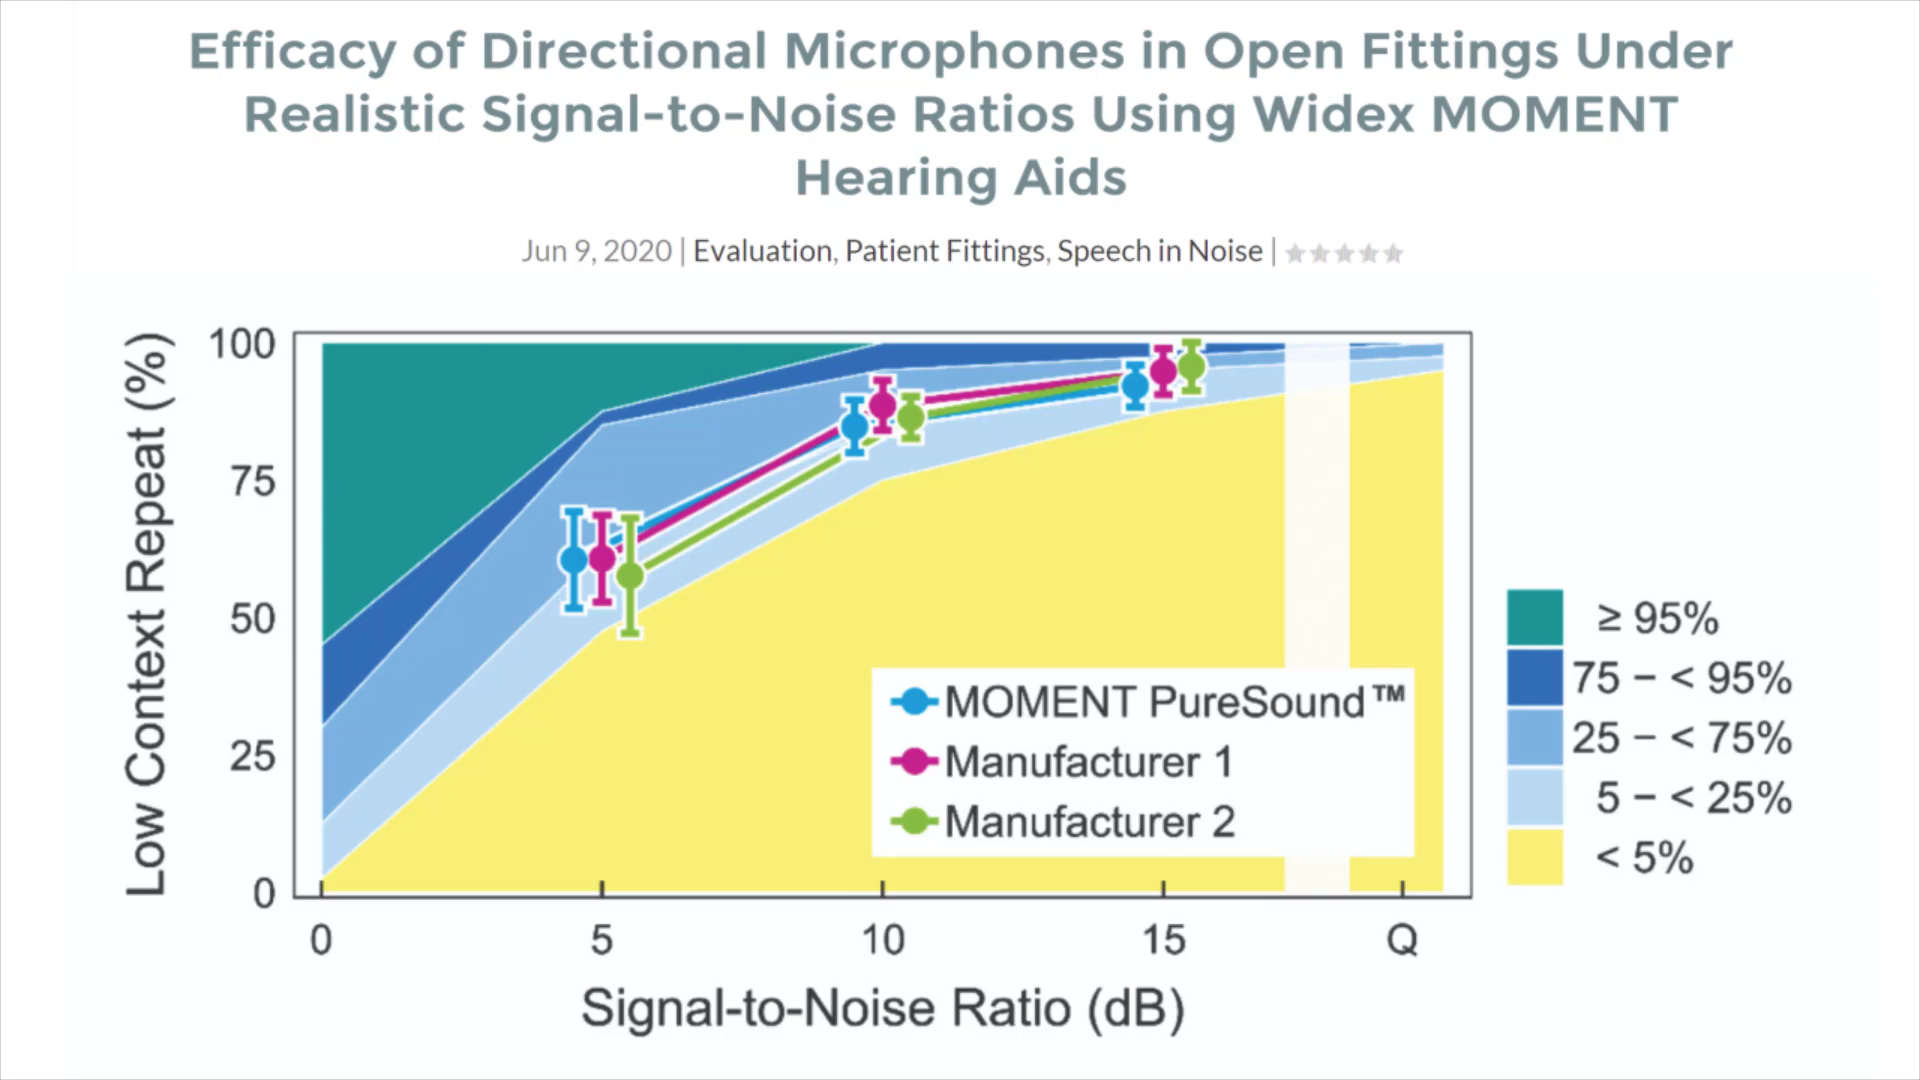 Efficacy of Directional Microphones in Open Fittings Under
Realistic Signal-to-Noise Ratios Using Widex MOMENT
Hearing Aids
Jun 9, 2020 | Evaluation, Patient Fittings, Speech in Noise |
Low Context Repeat (%)
100
75
50
25
0
0 5 10 15 Q
Signal-to-Noise Ratio (dB)
MOMENT PureSound™
Manufacturer 1
Manufacturer 2
≥ 95%
75 – < 95%
25 – < 75%
5 – < 25%
< 5%